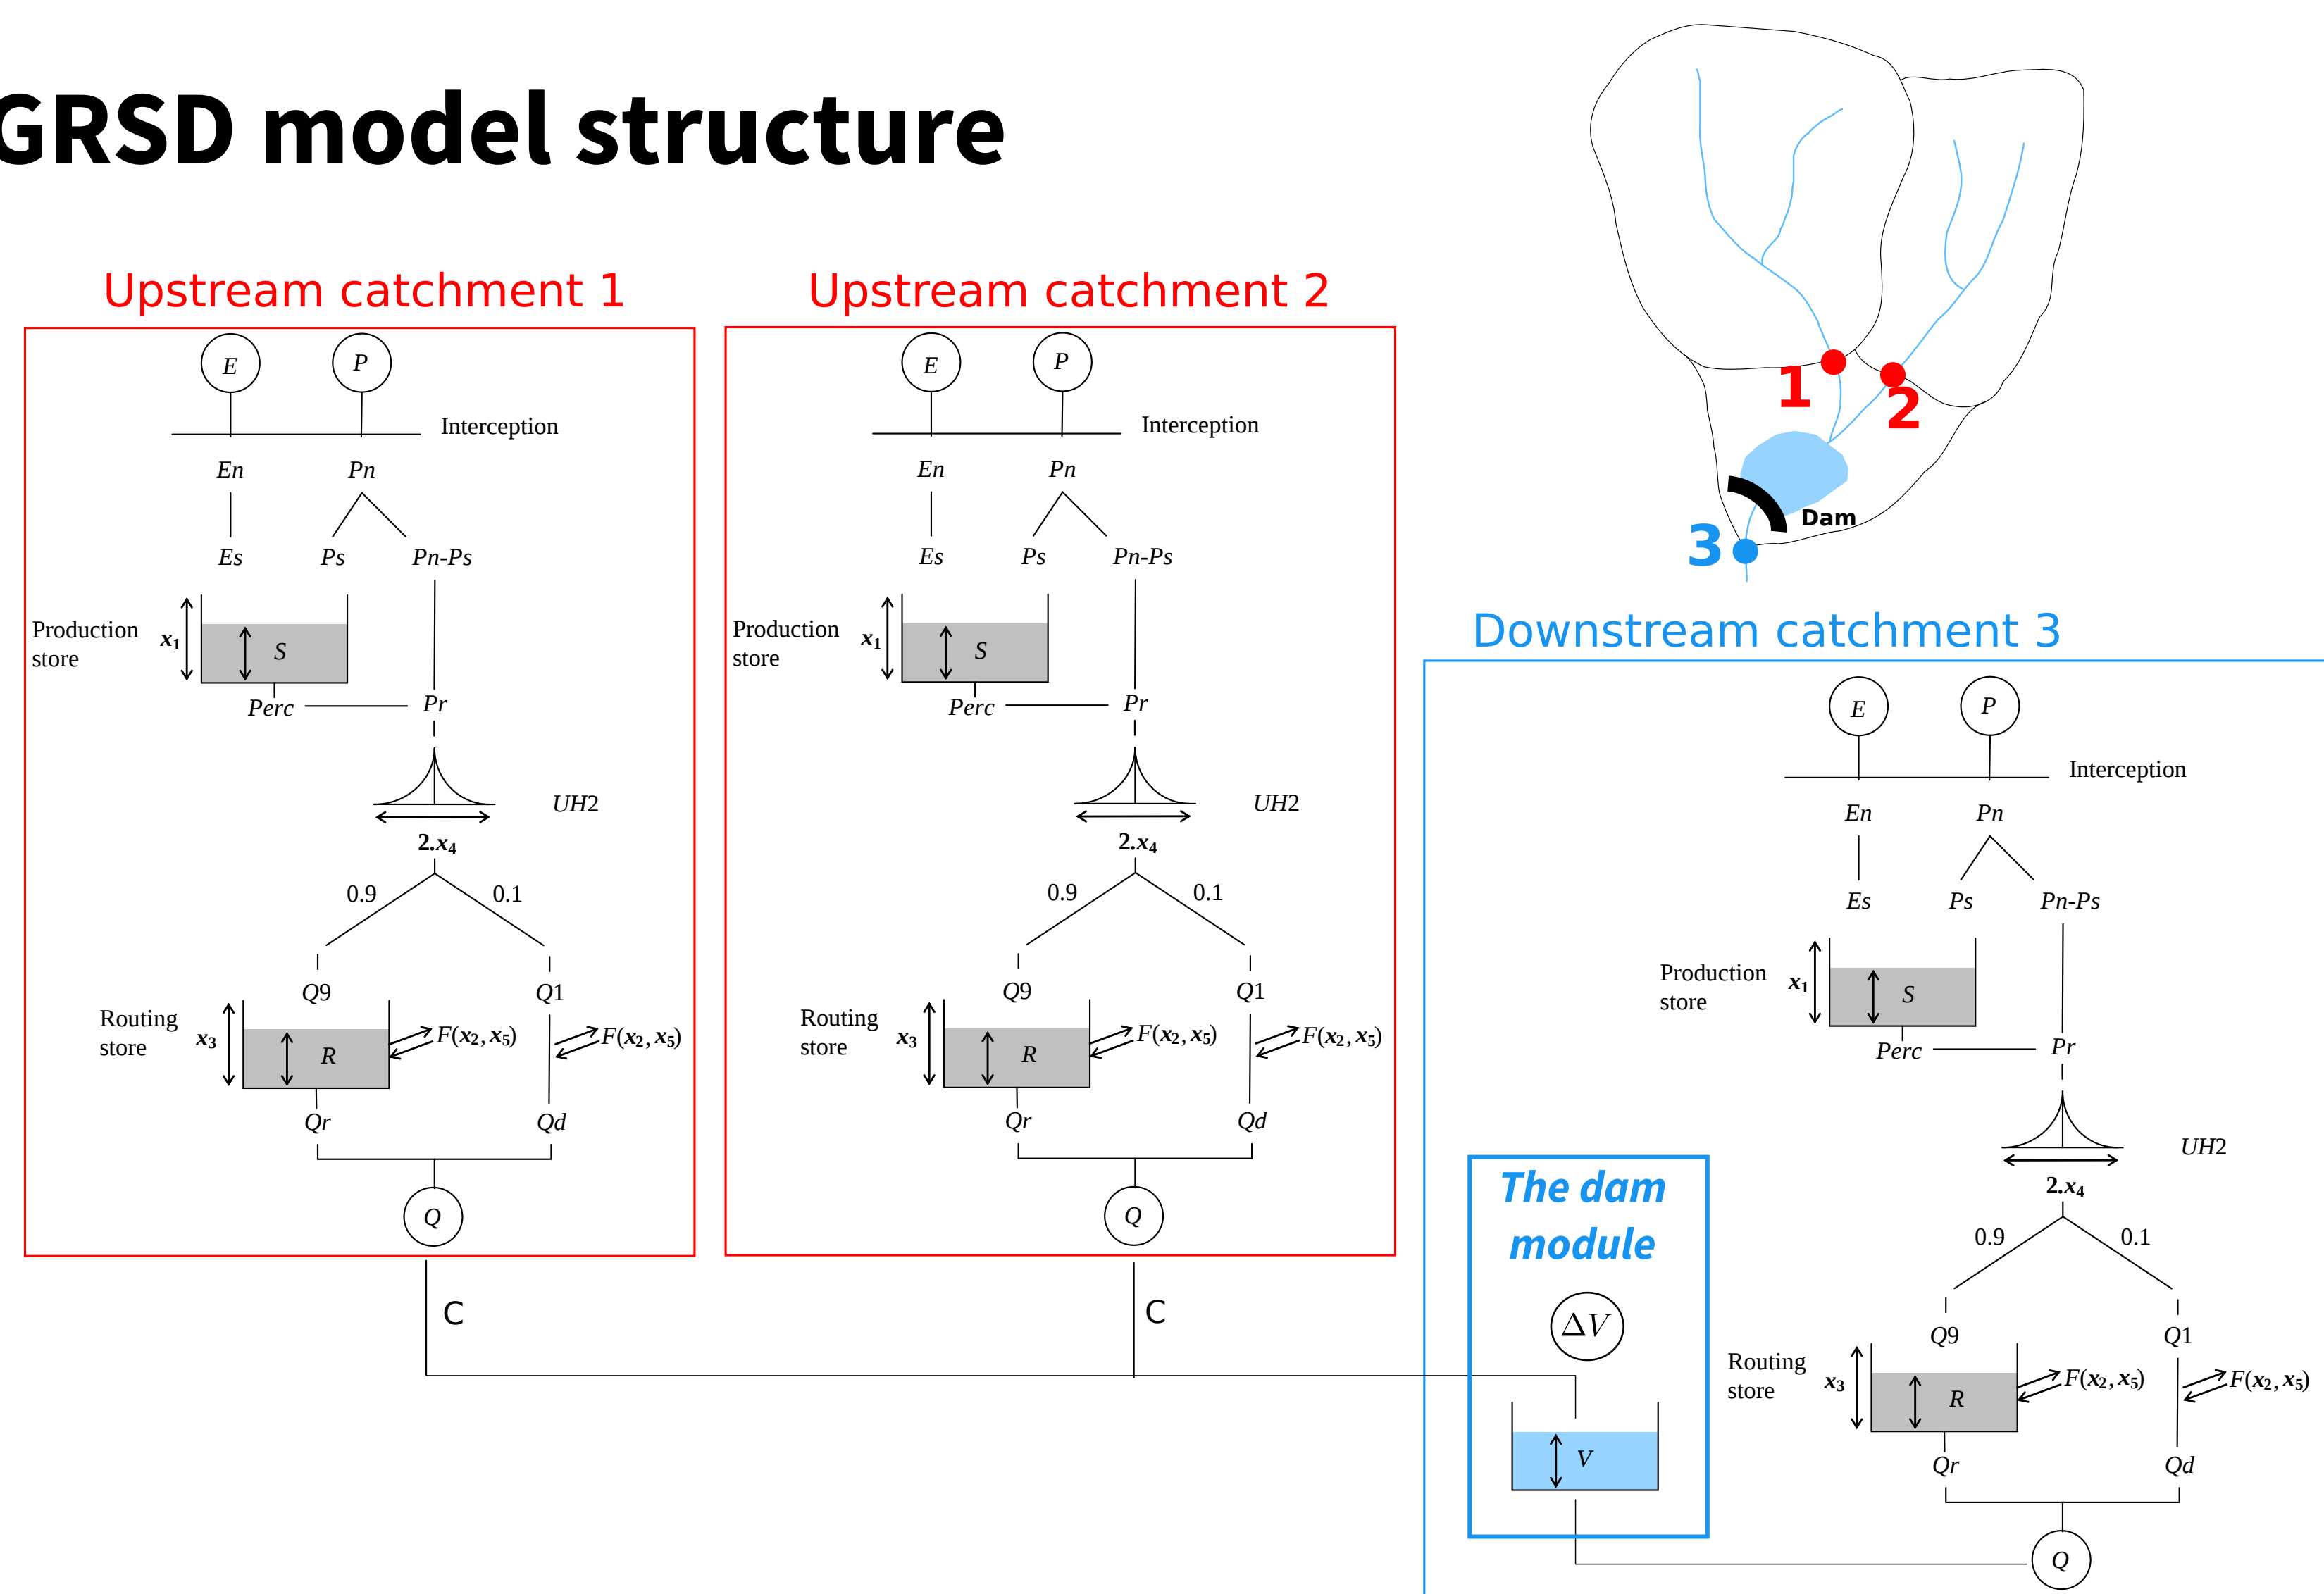 GRSD model structure
Upstream catchment 1
E
P
Interception
En
Pn
Es
Ps
Pn-Ps
Production
store
x1
S
Perc
Pr
UH2
2.x4
0.9
0.1
Q9
Q1
Routing
store
x3
R
F(x2, x5)
F(x2, x5)
Qr
Qd
Q
C
Upstream catchment 2
E
P
Interception
En
Pn
Es
Ps
Pn-Ps
Production
store
x1
S
Perc
Pr
UH2
2.x4
0.9
0.1
Q9
Q1
Routing
store
x3
R
F(x2, x5)
F(x2, x5)
Qr
Qd
Q
C
1
2
Dam
3
Downstream catchment 3
E
P
Interception
En
Pn
Es
Ps
Pn-Ps
Production
store
x1
S
Perc
Pr
UH2
2.x4
0.9
0.1
Q9
Q1
Routing
store
x3
R
F(x2, x5)
F(x2, x5)
Qr
Qd
Q
The dam
module
ΔV
V